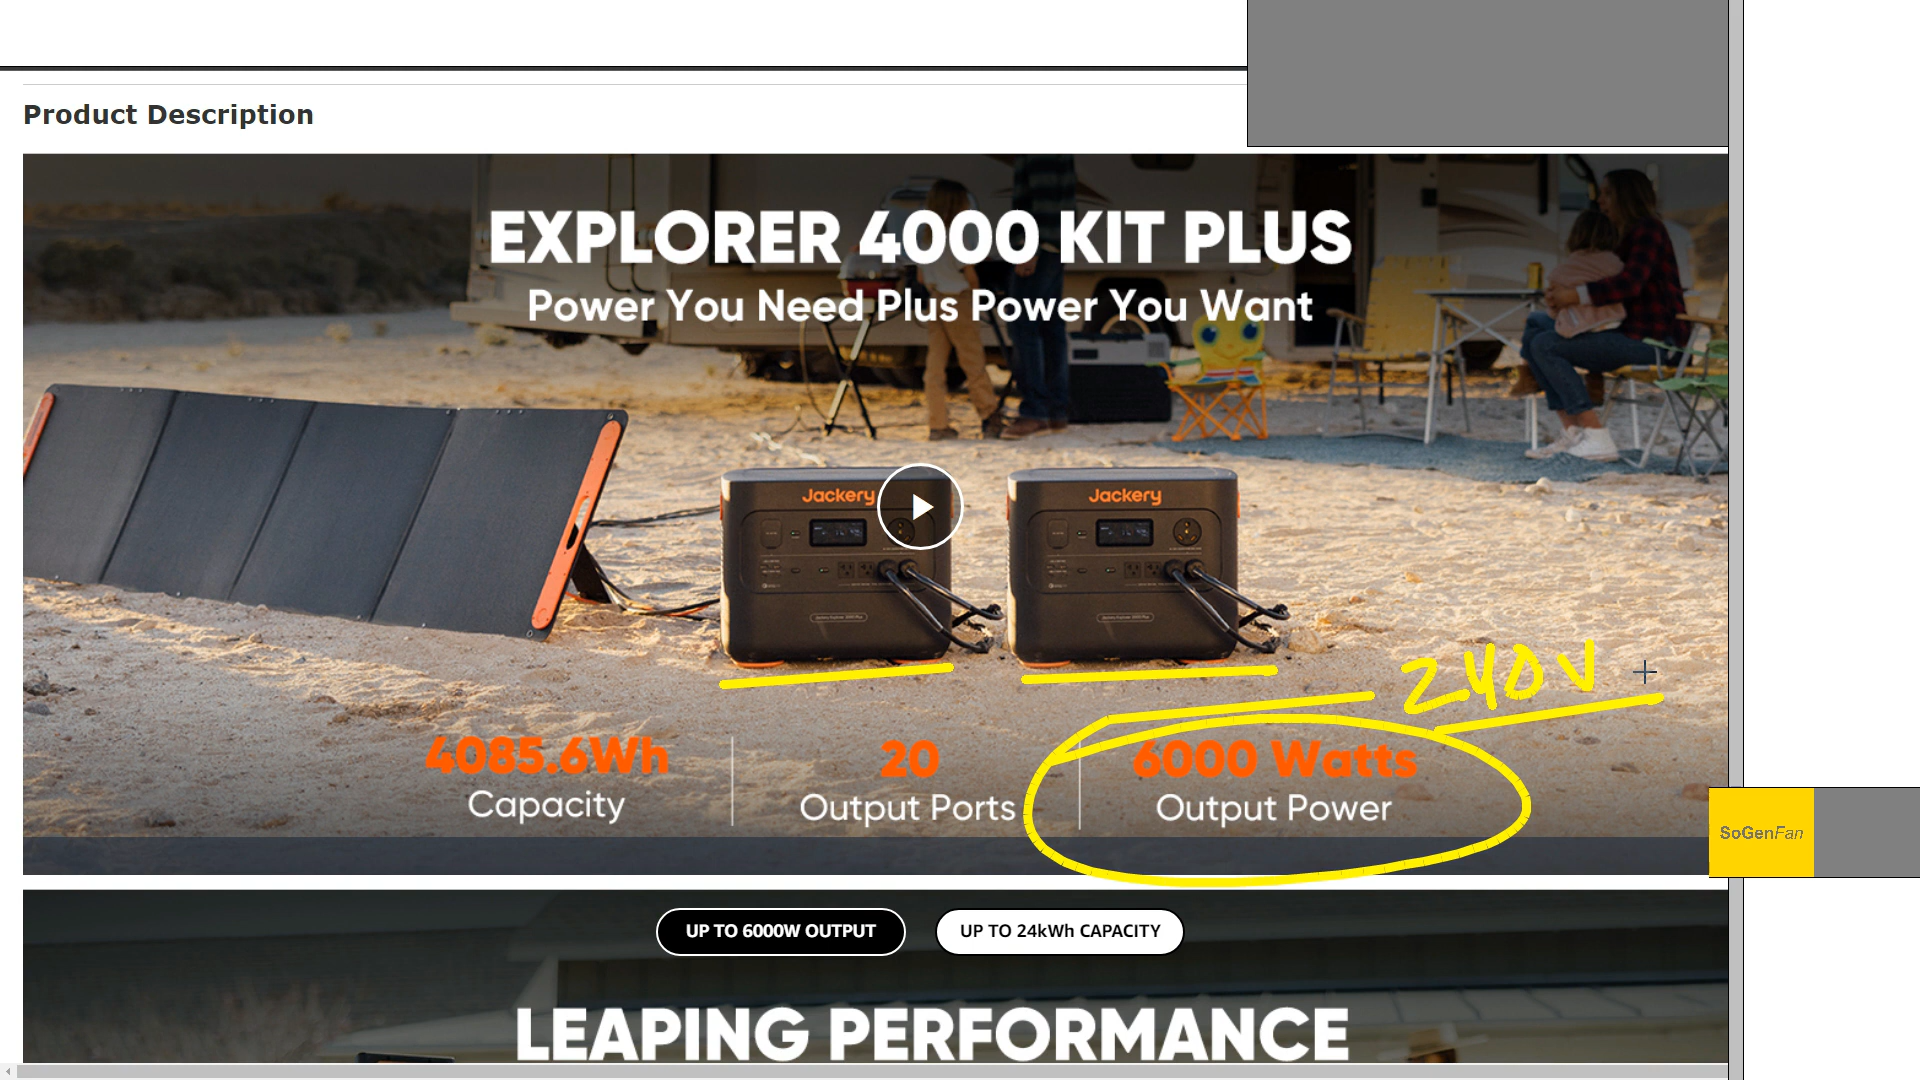 Product Description
EXPLORER 4000 KIT PLUS
Power You Need Plus Power You Want
Jackery
Jackery
240V
4085.6Wh
Capacity
20
Output Ports
6000 Watts
Output Power
SoGenFan
UP TO 6000W OUTPUT
UP TO 24kWh CAPACITY
LEAPING PERFORMANCE